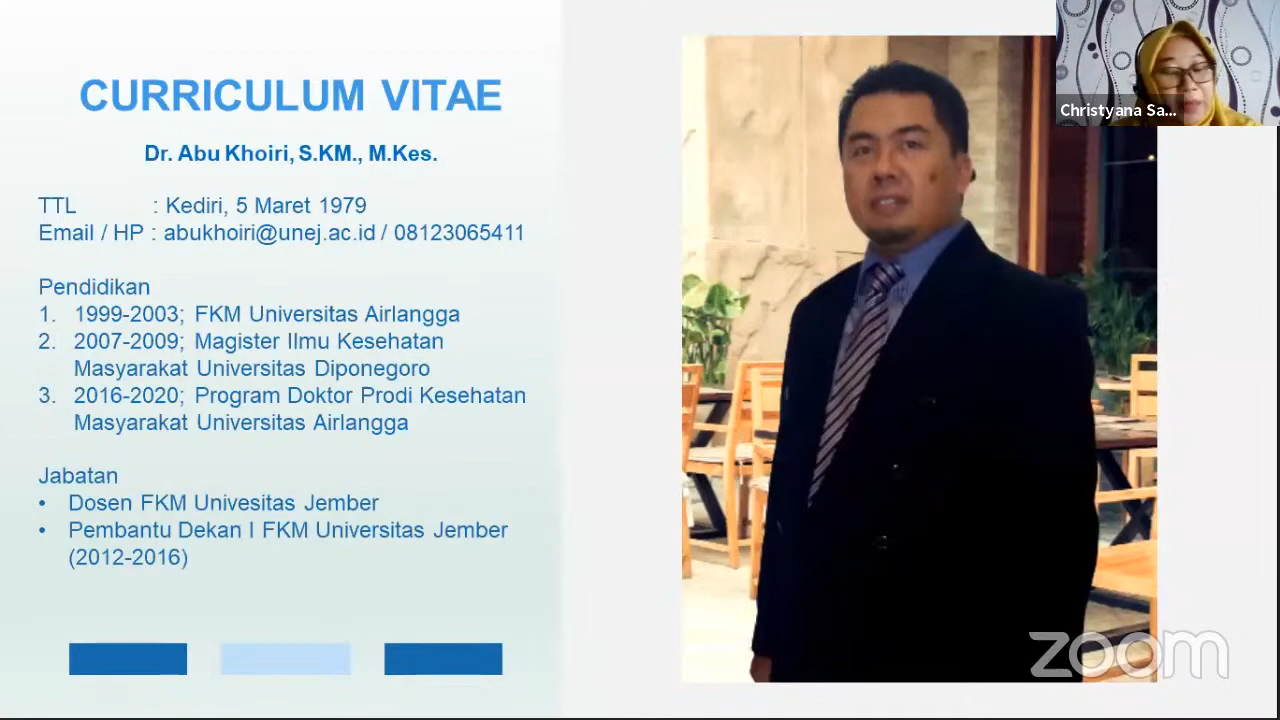 CURRICULUM VITAE
Dr. Abu Khoiri, S.KM., M.Kes.
TTL : Kediri, 5 Maret 1979
Email / HP : abukhoiri@unej.ac.id / 08123065411
Pendidikan
1. 1999-2003; FKM Universitas Airlangga
2. 2007-2009; Magister Ilmu Kesehatan
Masyarakat Universitas Diponegoro
3. 2016-2020; Program Doktor Prodi Kesehatan
Masyarakat Universitas Airlangga
Jabatan
• Dosen FKM Univesitas Jember
• Pembantu Dekan I FKM Universitas Jember
(2012-2016)
Christyana Sa...
zoom